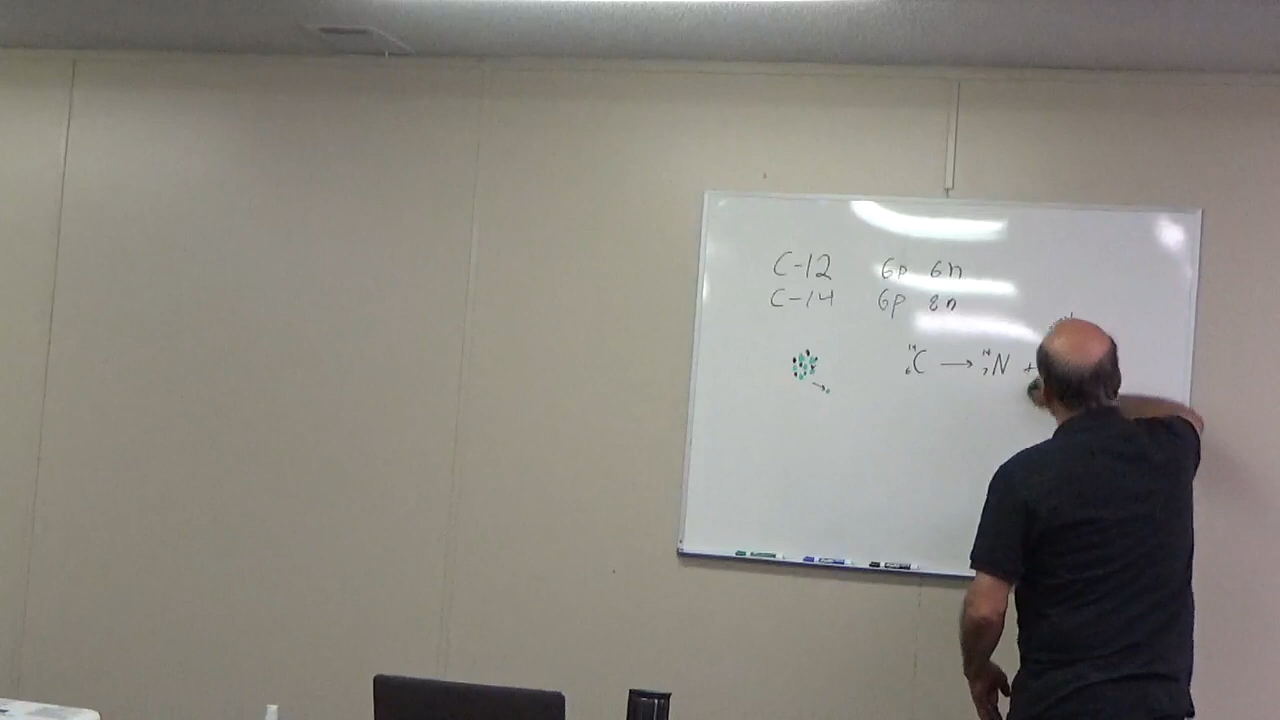 C-12 6p 6n
C-14 6p 8n
¹⁴₆C → ¹⁴₇N +